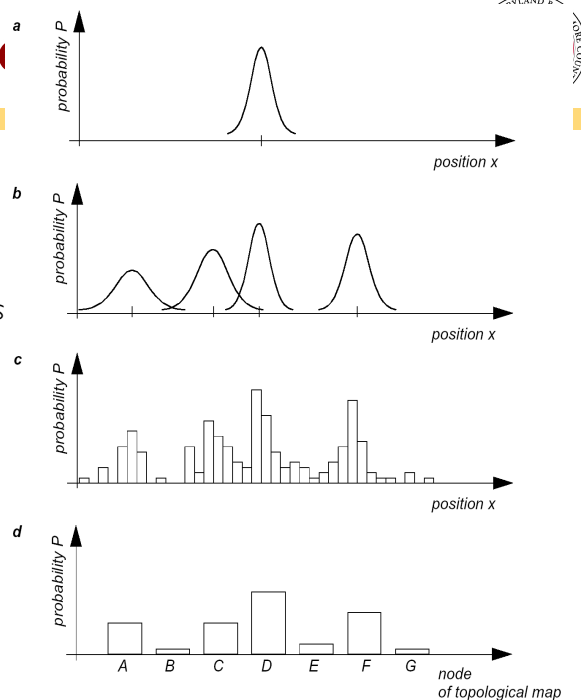 a
probability P
position x
b
probability P
position x
c
probability P
position x
d
probability P
A B C D E F G
node
of topological map